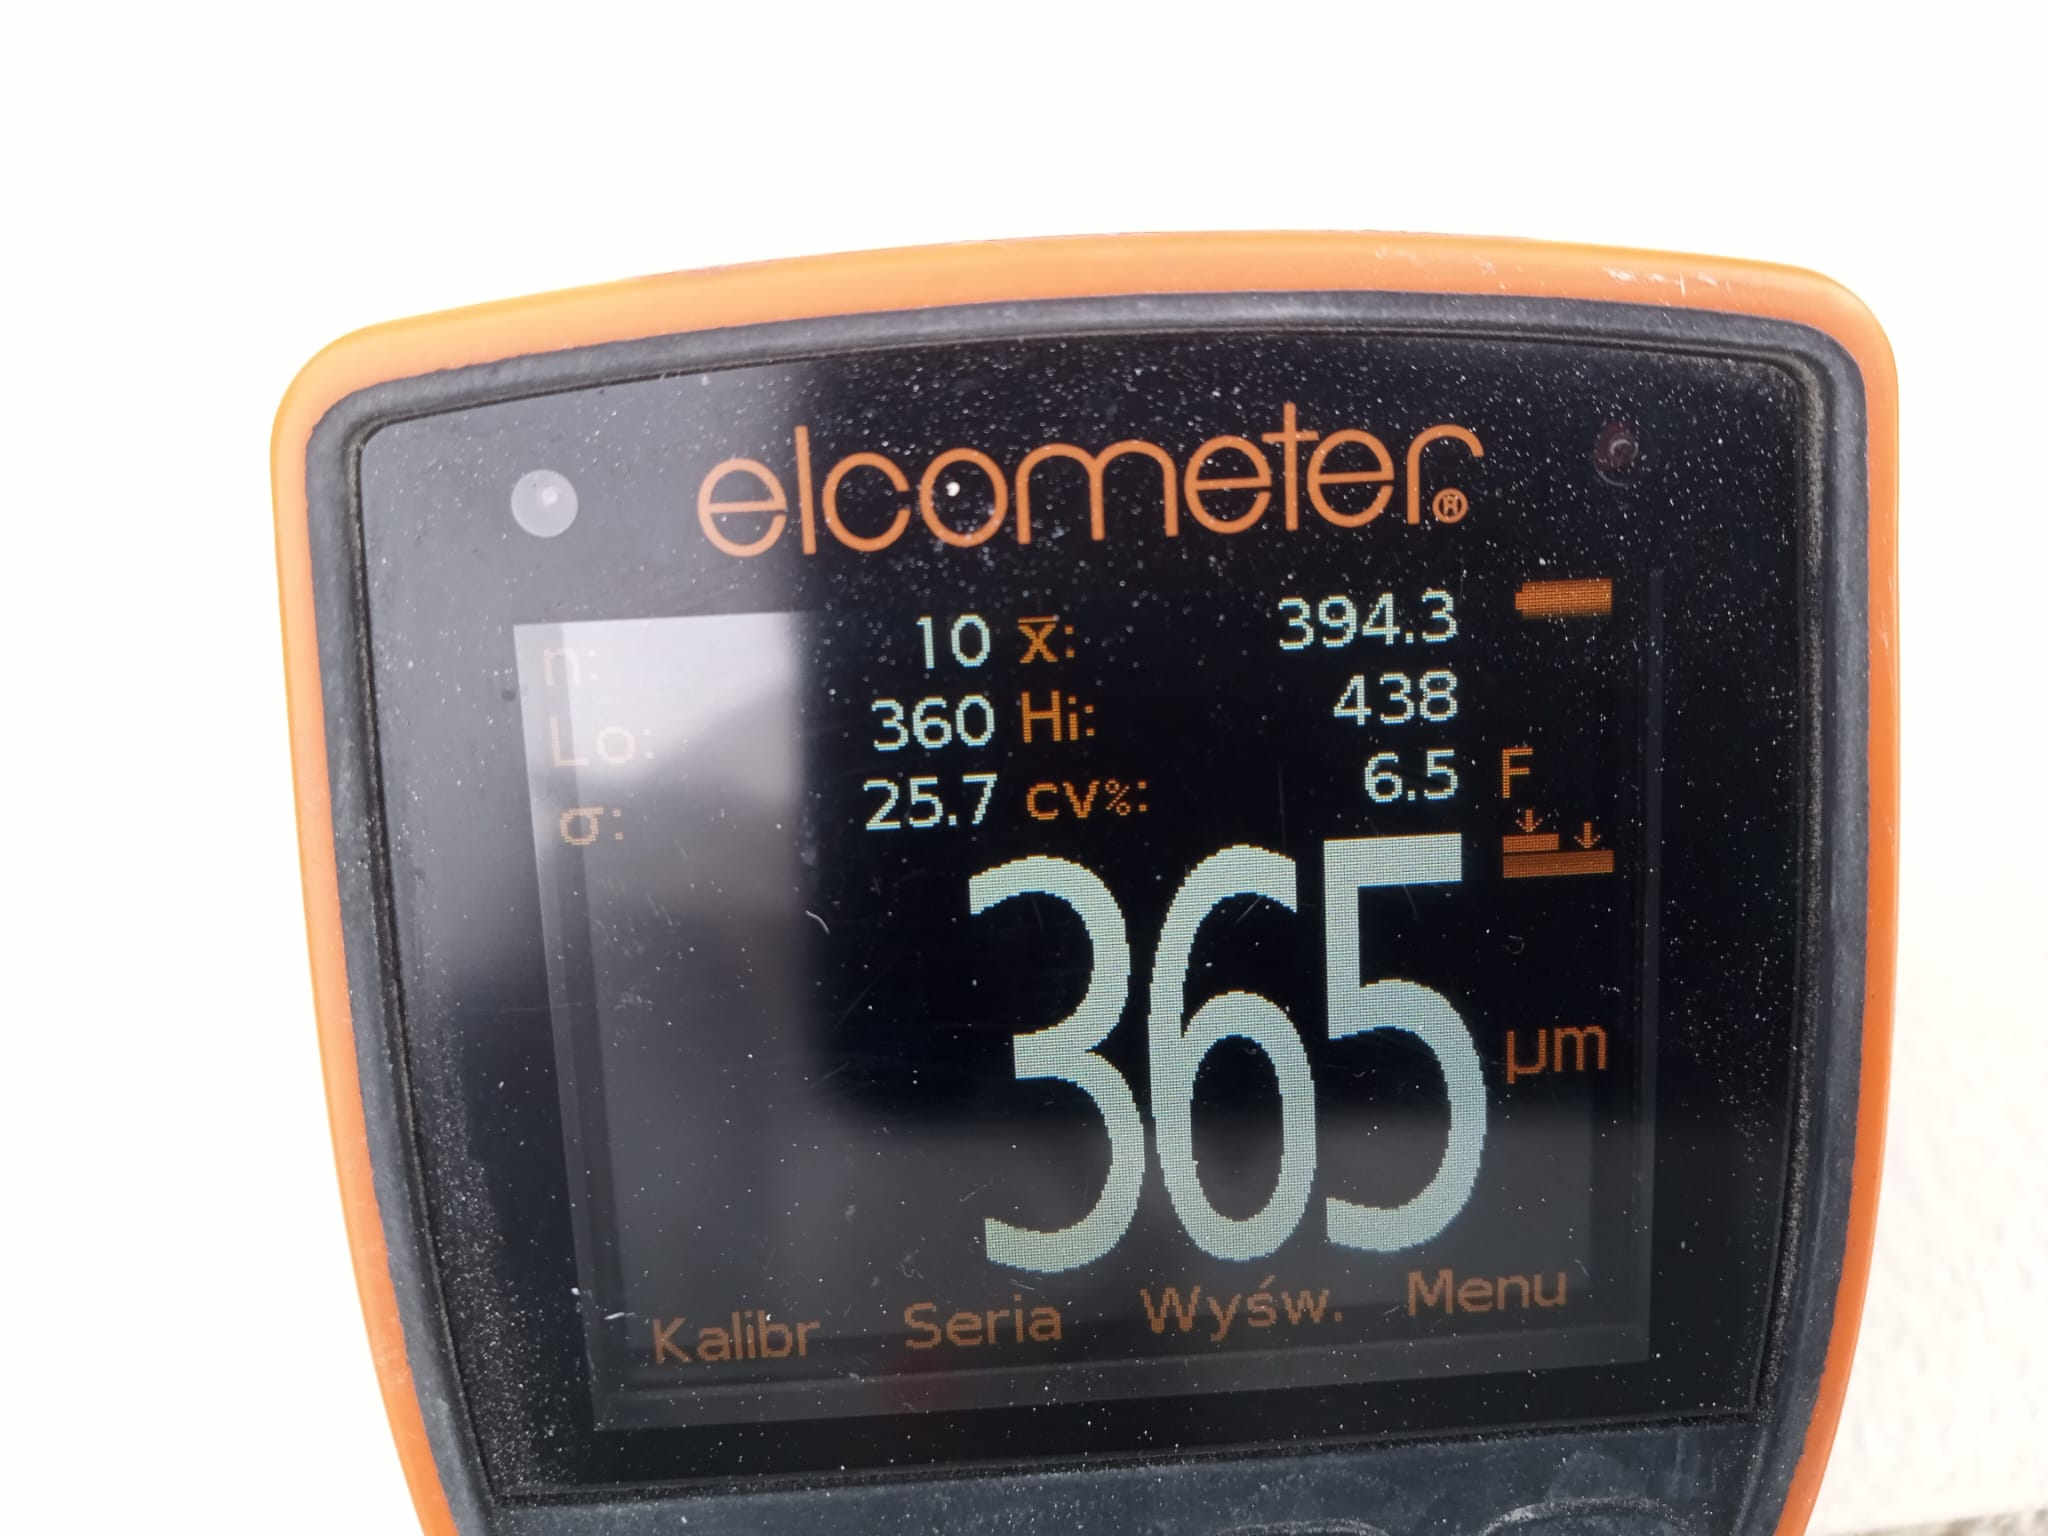 elcometer®
n: 10 x̄: 394.3
Lo: 360 Hi: 438
σ: 25.7 cv%: 6.5 F
365 µm
Kalibr Seria Wyśw. Menu